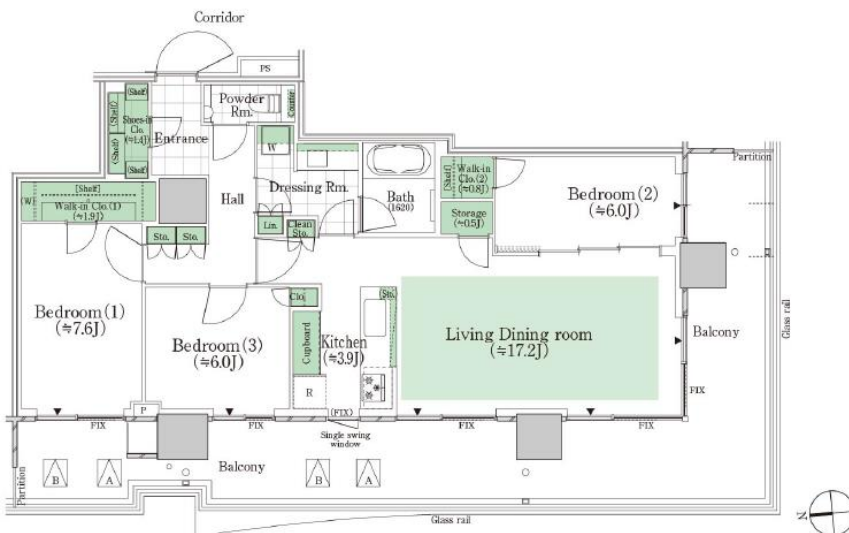 Corridor
PS
(Shelf)
Powder
Rm.
Counter
(Shelf)
(Shelf)
Shoes-in
Clo.
(≒1.4J)
(Shelf)
Entrance
W
Dressing Rm.
Hall
Bath
(1620)
[Shelf]
Walk-in
Clo.(2)
(≒0.8J)
Storage
(≒0.5J)
Bedroom(2)
(≒6.0J)
Partition
(W)
[Shelf]
Walk-in Clo.(1)
(≒1.9J)
Sto.
Sto.
Lin.
Clean
Sto.
Bedroom(1)
(≒7.6J)
Bedroom(3)
(≒6.0J)
Clo.
Cupboard
R
Sto.
Kitchen
(≒3.9J)
Living Dining room
(≒17.2J)
Balcony
Glass rail
FIX
P
FIX
FIX
(FIX)
Single swing
window
FIX
FIX
Balcony
Partition
B
A
B
A
Glass rail
N